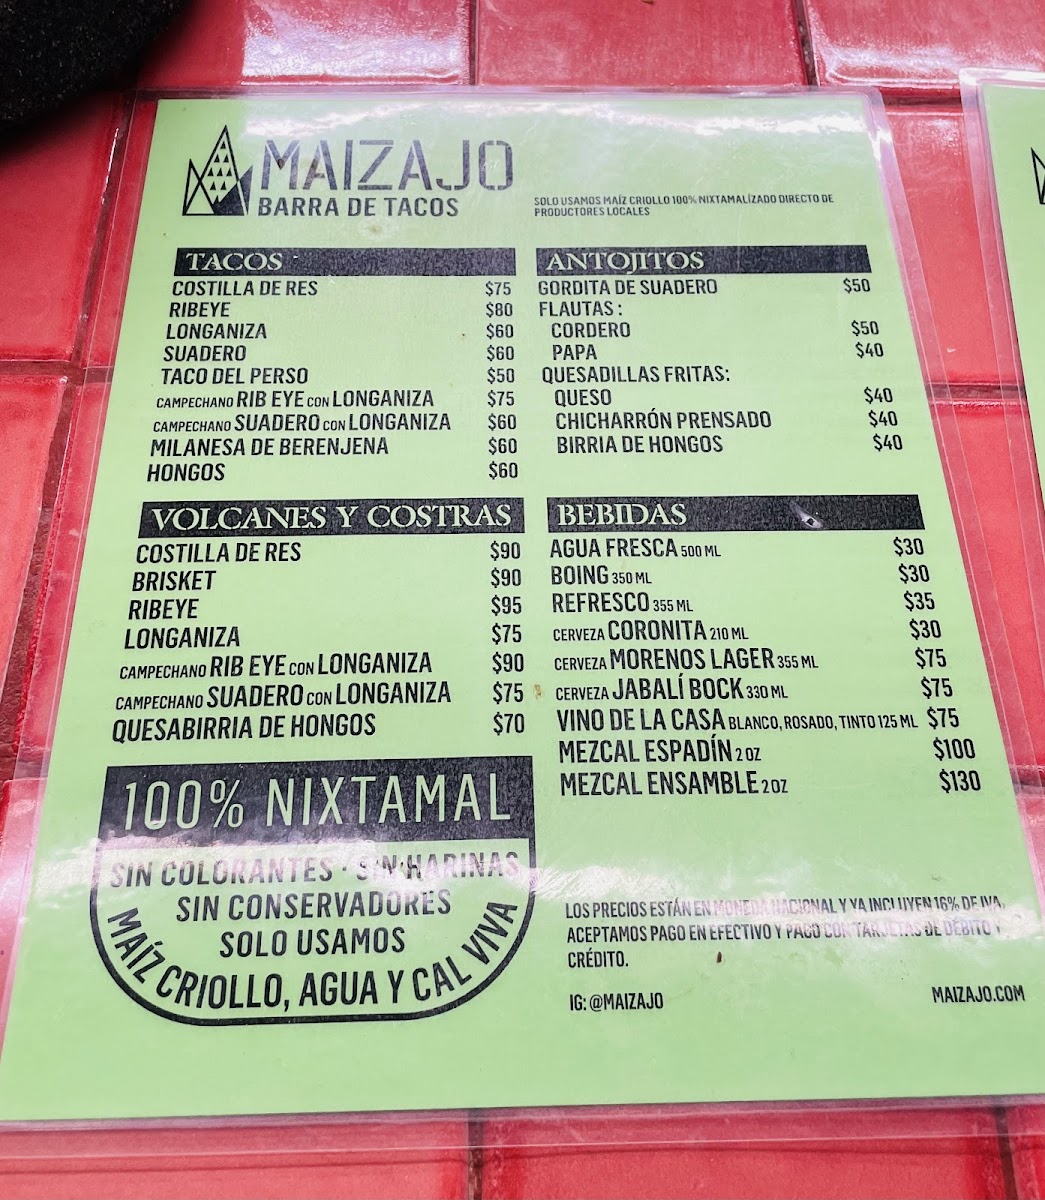 MAIZAJO
BARRA DE TACOS
SOLO USAMOS MAÍZ CRIOLLO 100% NIXTAMALÍZADO DIRECTO DE
PRODUCTORES LOCALES
TACOS
COSTILLA DE RES $75
RIBEYE $80
LONGANIZA $60
SUADERO $60
TACO DEL PERSO $50
CAMPECHANO RIB EYE CON LONGANIZA $75
CAMPECHANO SUADERO CON LONGANIZA $60
MILANESA DE BERENJENA $60
HONGOS $60
VOLCANES Y COSTRAS
COSTILLA DE RES $90
BRISKET $90
RIBEYE $95
LONGANIZA $75
CAMPECHANO RIB EYE CON LONGANIZA $90
CAMPECHANO SUADERO CON LONGANIZA $75
QUESABIRRIA DE HONGOS $70
100% NIXTAMAL
SIN COLORANTES · SIN HARINAS
SIN CONSERVADORES
SOLO USAMOS
MAÍZ CRIOLLO, AGUA Y CAL VIVA
ANTOJITOS
GORDITA DE SUADERO $50
FLAUTAS :
CORDERO $50
PAPA $40
QUESADILLAS FRITAS:
QUESO $40
CHICHARRÓN PRENSADO $40
BIRRIA DE HONGOS $40
BEBIDAS
AGUA FRESCA 500 ML $30
BOING 350 ML $30
REFRESCO 355 ML $35
CERVEZA CORONITA 210 ML $30
CERVEZA MORENOS LAGER 355 ML $75
CERVEZA JABALÍ BOCK 330 ML $75
VINO DE LA CASA BLANCO, ROSADO, TINTO 125 ML $75
MEZCAL ESPADÍN 2 OZ $100
MEZCAL ENSAMBLE 2 OZ $130
LOS PRECIOS ESTÁN EN MONEDA NACIONAL Y YA INCLUYEN 16% DE IVA.
ACEPTAMOS PAGO EN EFECTIVO Y PAGO CON TARJETAS DE DÉBITO Y
CRÉDITO.
IG: @MAIZAJO
MAIZAJO.COM